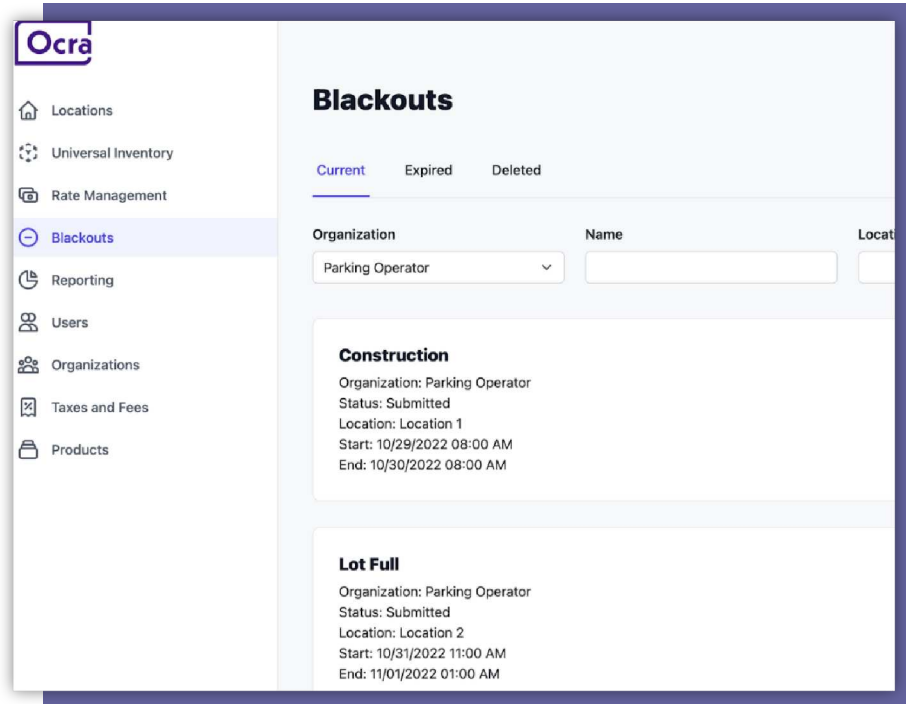 Ocra
Locations
Universal Inventory
Rate Management
Blackouts
Reporting
Users
Organizations
Taxes and Fees
Products
Blackouts
Current Expired Deleted
Organization Name Locati
Parking Operator
Construction
Organization: Parking Operator
Status: Submitted
Location: Location 1
Start: 10/29/2022 08:00 AM
End: 10/30/2022 08:00 AM
Lot Full
Organization: Parking Operator
Status: Submitted
Location: Location 2
Start: 10/31/2022 11:00 AM
End: 11/01/2022 01:00 AM